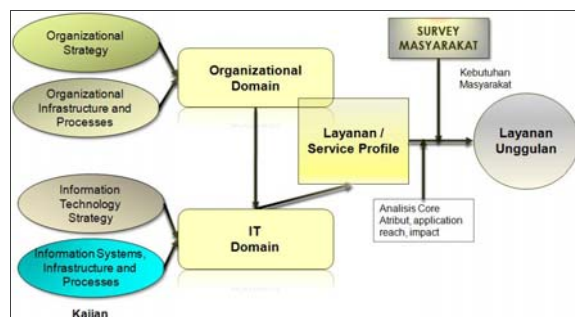 Organizational
Strategy
Organizational
Infrastructure and
Processes
Information
Technology
Strategy
Information Systems,
Infrastructure and
Processes
Kajian
Organizational
Domain
IT
Domain
Layanan /
Service Profile
SURVEY
MASYARAKAT
Kebutuhan
Masyarakat
Analisis Core
Atribut, application
reach, impact
Layanan
Unggulan